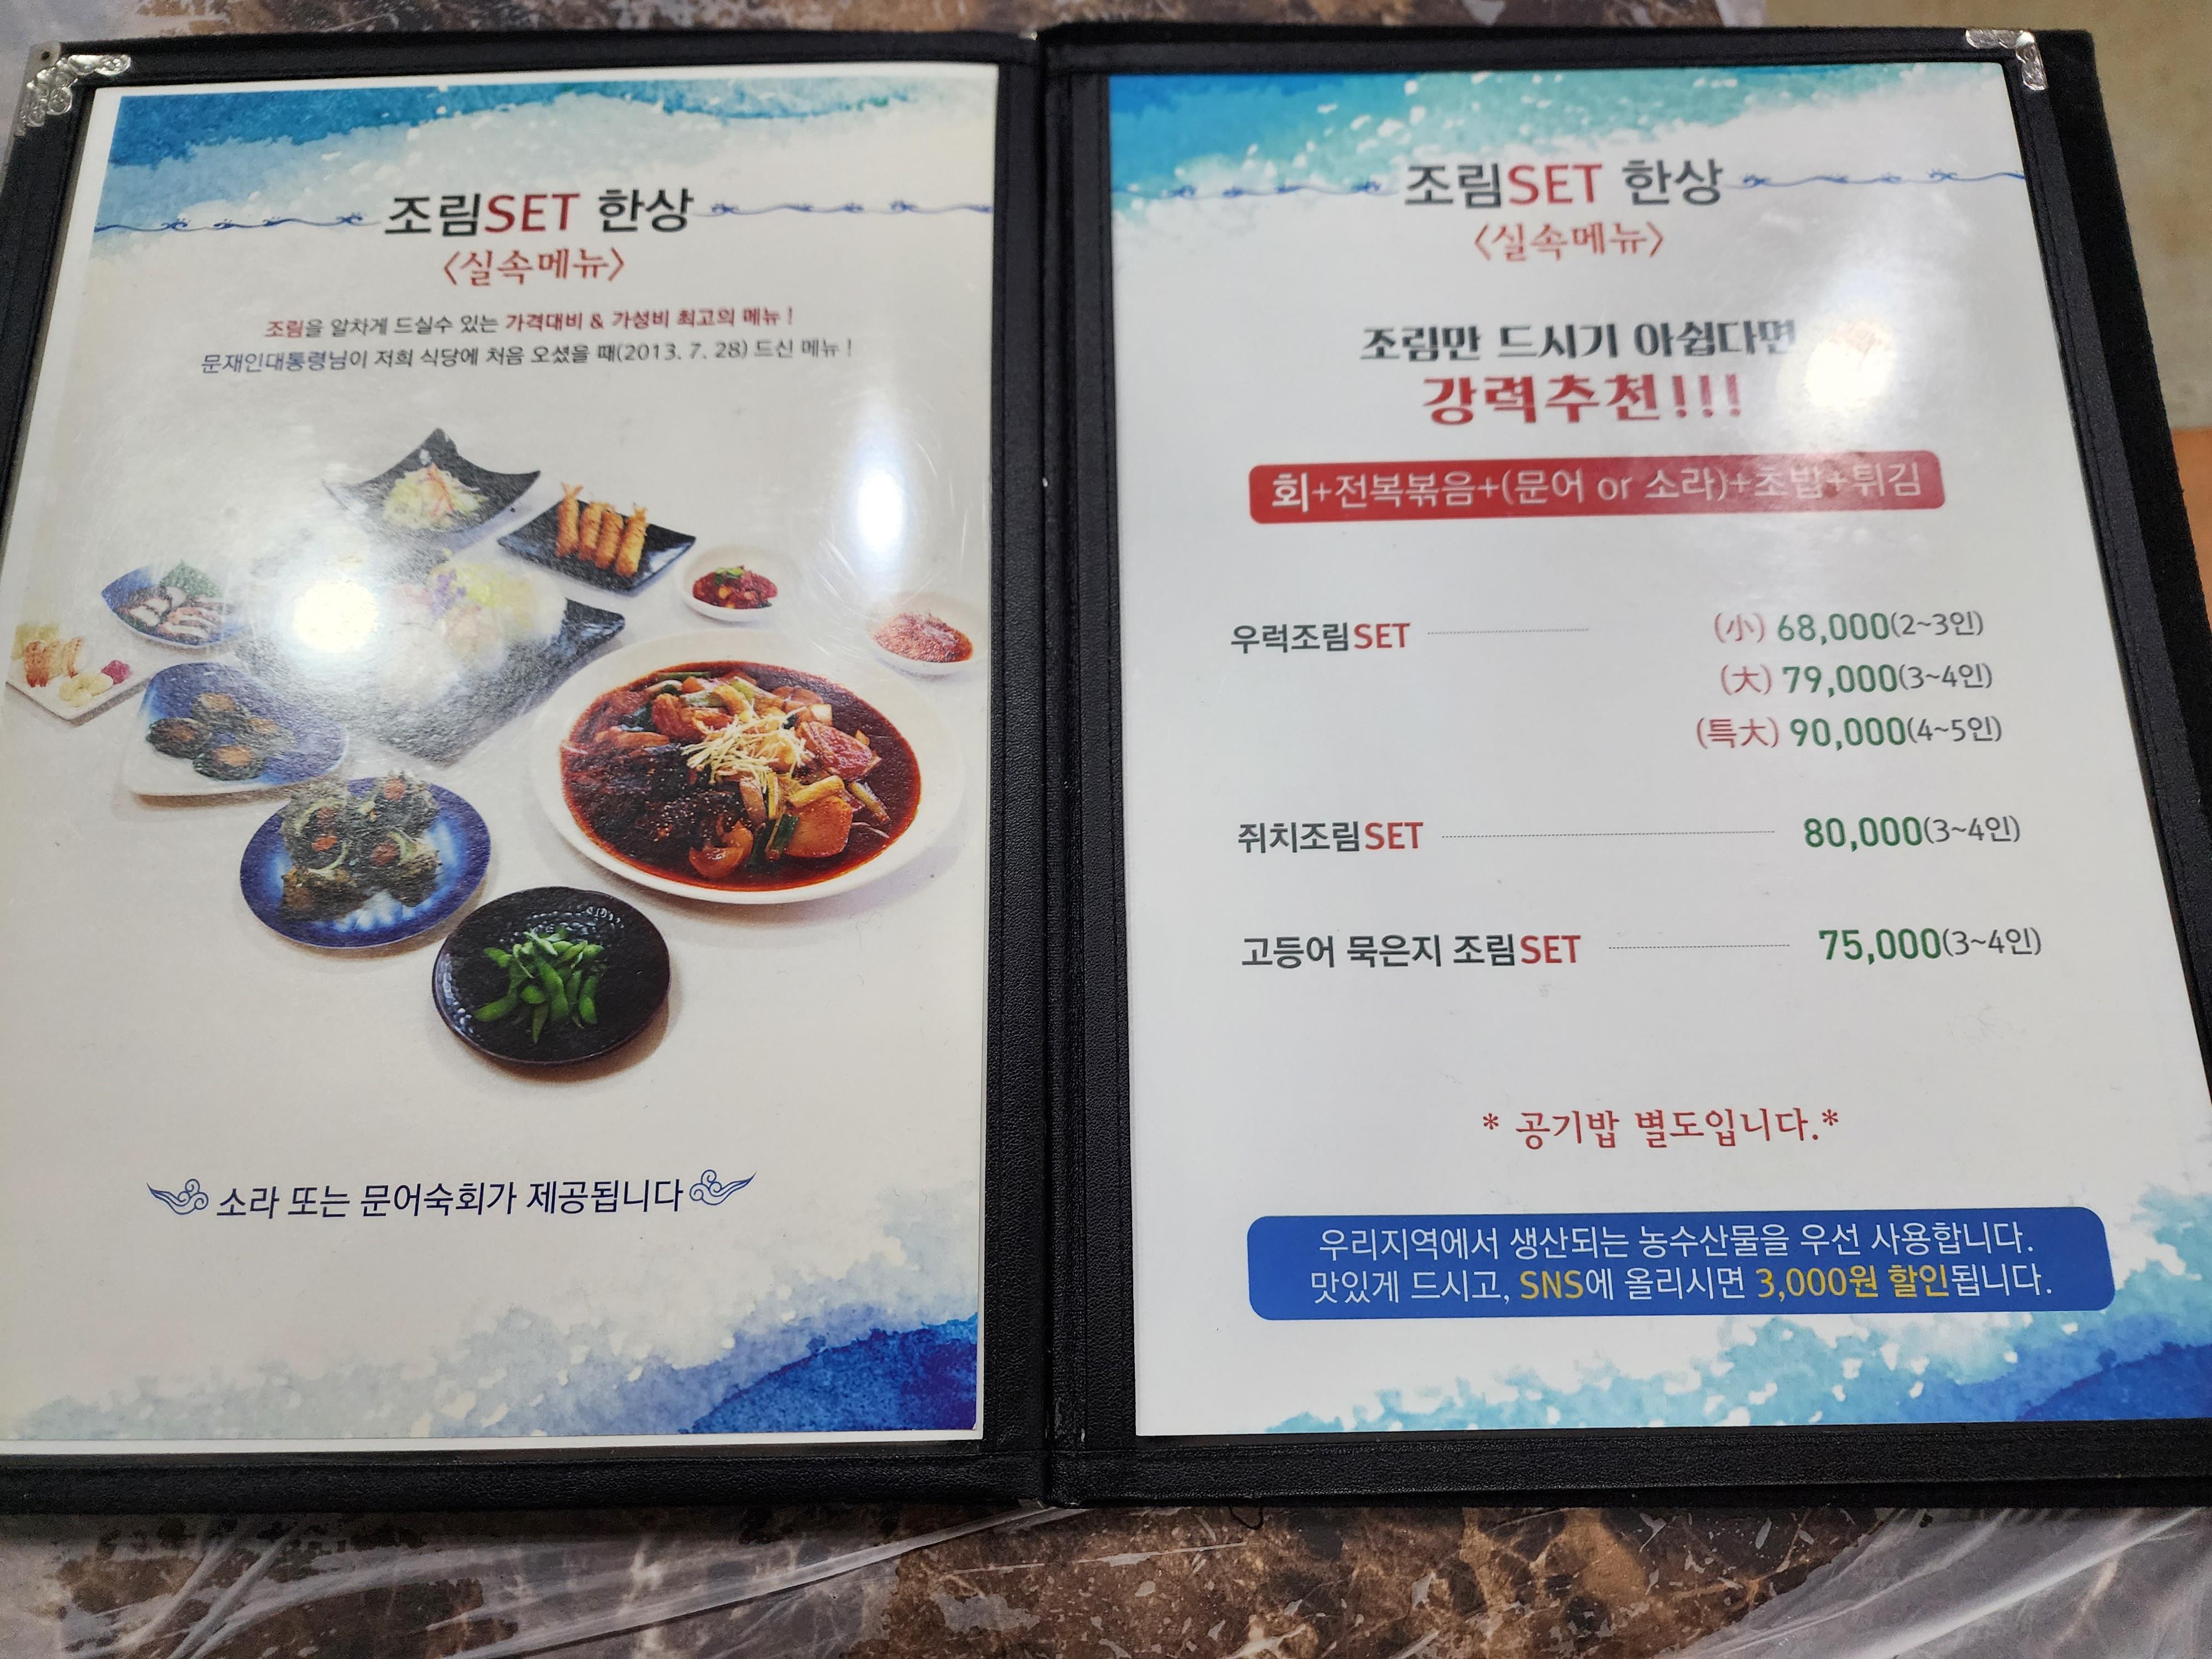 조림SET 한상
<실속메뉴>
조림을 알차게 드실수 있는 가격대비 & 가성비 최고의 메뉴 !
문재인대통령님이 저희 식당에 처음 오셨을 때(2013. 7. 28) 드신 메뉴 !
소라 또는 문어숙회가 제공됩니다
조림SET 한상
<실속메뉴>
조림만 드시기 아쉽다면
강력추천!!!
회+전복볶음+(문어 or 소라)+초밥+튀김
우럭조림SET (小) 68,000(2~3인)
(大) 79,000(3~4인)
(특大) 90,000(4~5인)
쥐치조림SET 80,000(3~4인)
고등어 묵은지 조림SET 75,000(3~4인)
* 공기밥 별도입니다.*
우리지역에서 생산되는 농수산물을 우선 사용합니다.
맛있게 드시고, SNS에 올리시면 3,000원 할인됩니다.